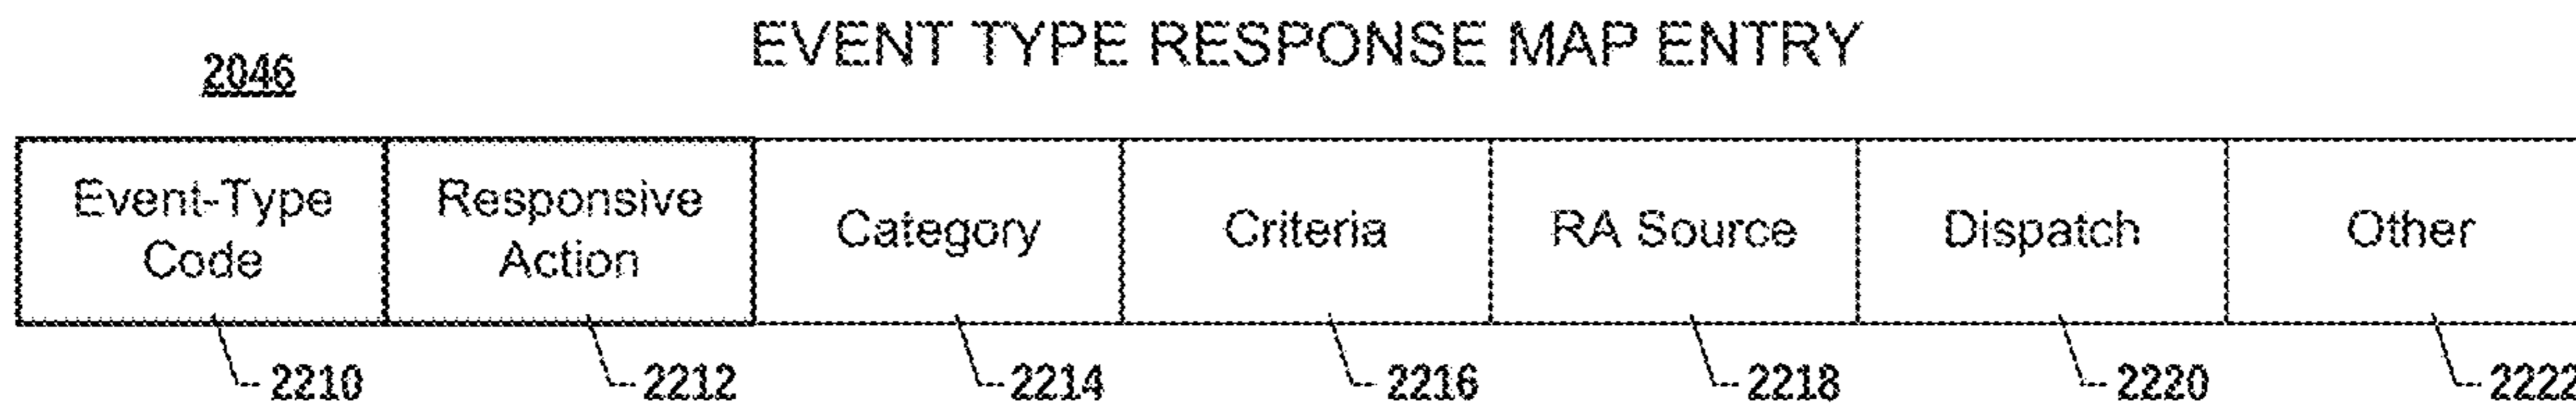 EVENT TYPE RESPONSE MAP ENTRY
2046
Event-Type
Code
Responsive
Action
Category
Criteria
RA Source
Dispatch
Other
2210
2212
2214
2216
2218
2220
2222